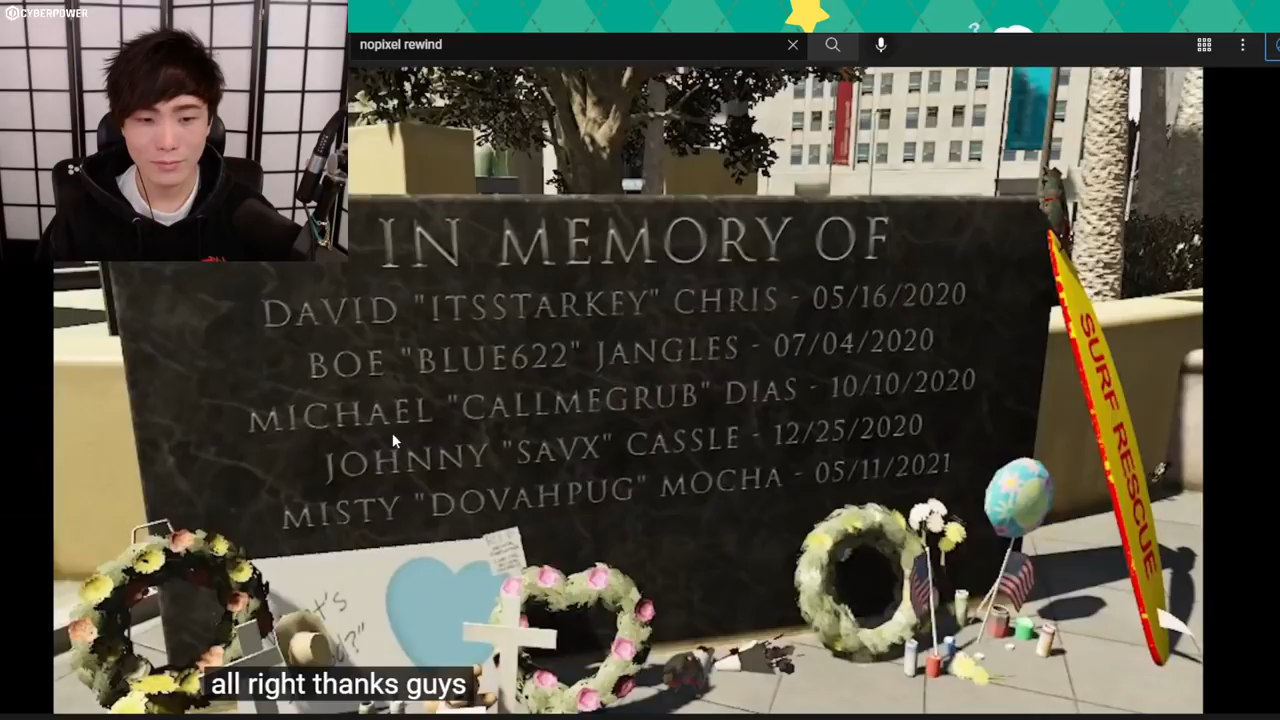 CYBERPOWER
nopixel rewind
?
IN MEMORY OF
DAVID "ITSSTARKEY" CHRIS - 05/16/2020
BOE "BLUE622" JANGLES - 07/04/2020
MICHAEL "CALLMEGRUB" DIAS - 10/10/2020
JOHNNY "SAVX" CASSLE - 12/25/2020
MISTY "DOVAHPUG" MOCHA - 05/11/2021
SURF RESCUE
all right thanks guys